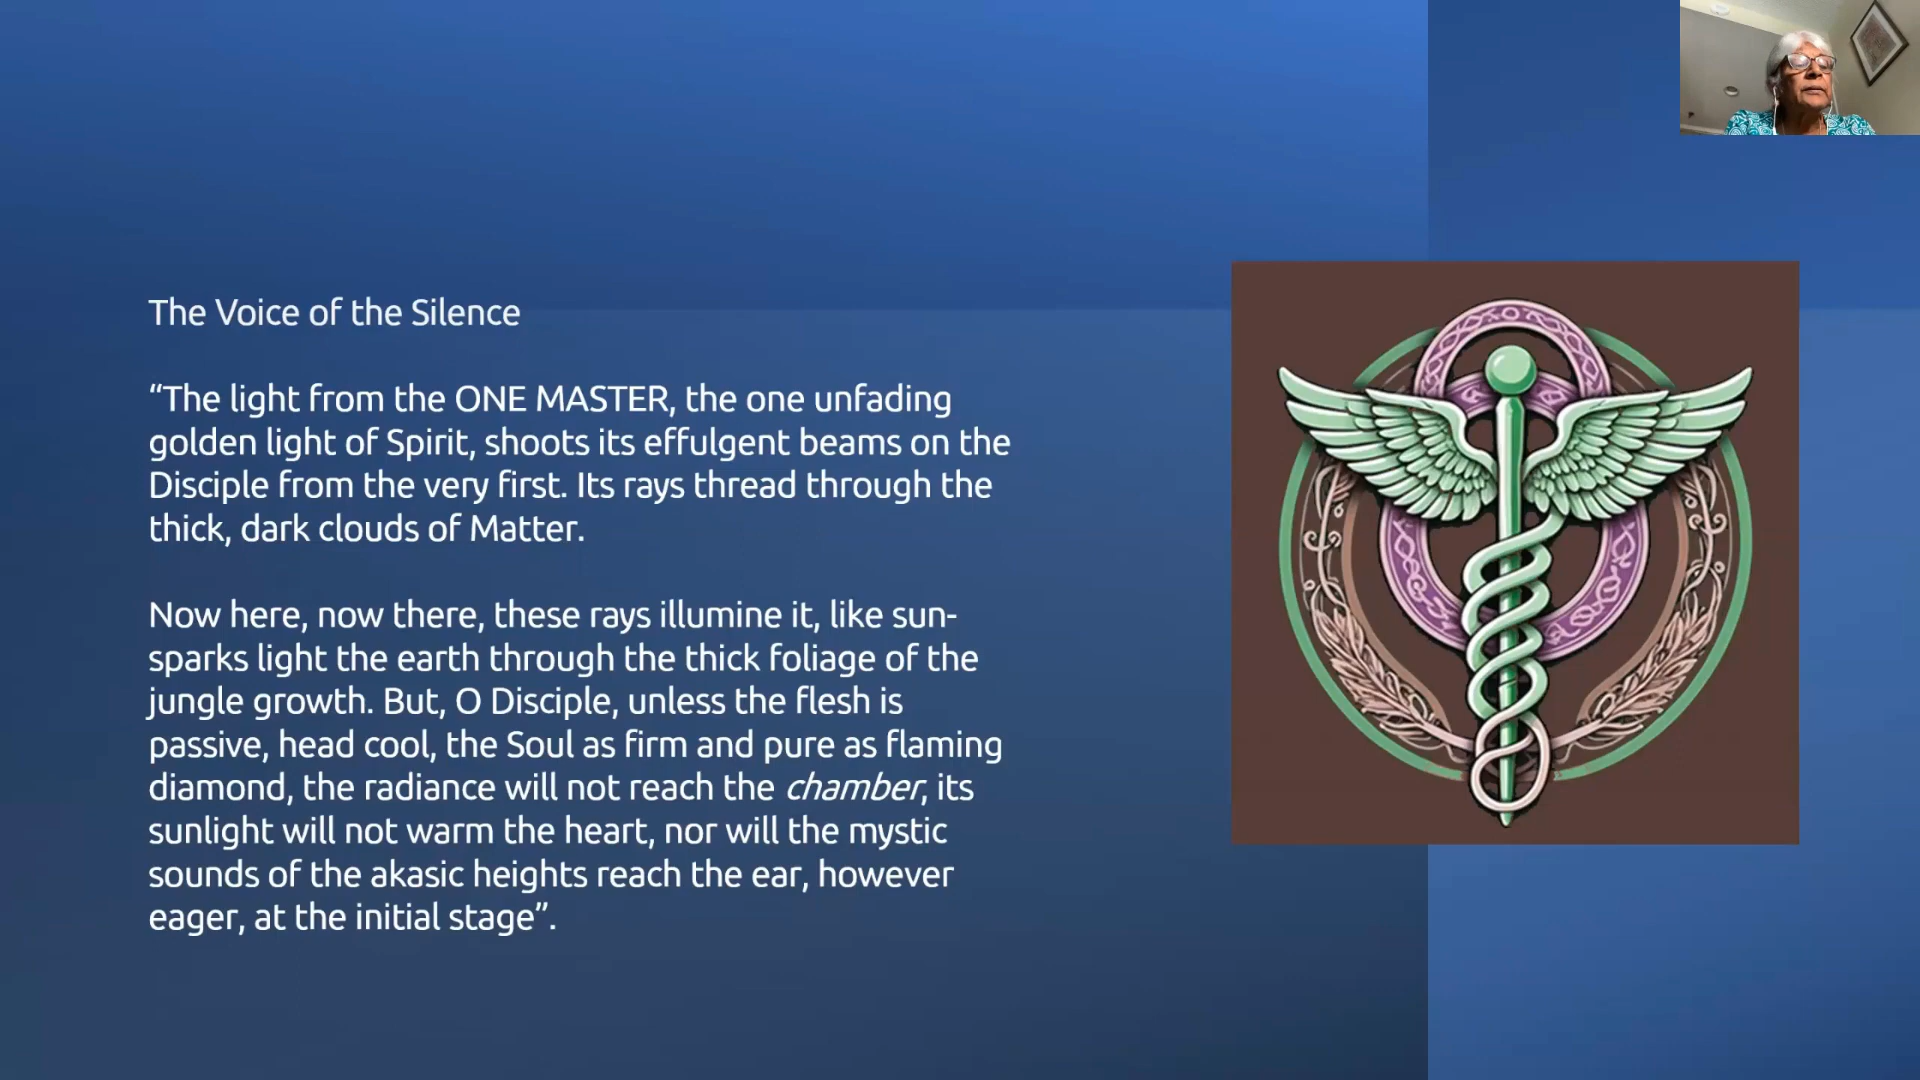 The Voice of the Silence
“The light from the ONE MASTER, the one unfading
golden light of Spirit, shoots its effulgent beams on the
Disciple from the very first. Its rays thread through the
thick, dark clouds of Matter.
Now here, now there, these rays illumine it, like sun-
sparks light the earth through the thick foliage of the
jungle growth. But, O Disciple, unless the flesh is
passive, head cool, the Soul as firm and pure as flaming
diamond, the radiance will not reach the chamber, its
sunlight will not warm the heart, nor will the mystic
sounds of the akasic heights reach the ear, however
eager, at the initial stage”.